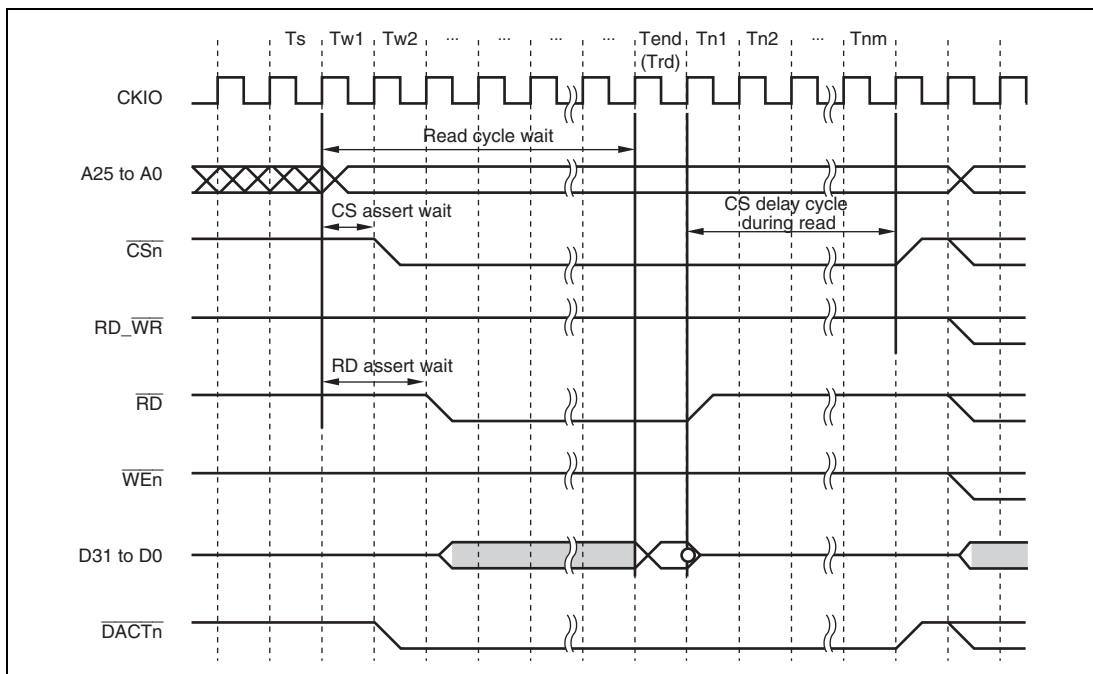 Ts Tw1 Tw2 ... ... ... ... Tend Tn1 Tn2 ... Tnm
(Trd)
CKIO
Read cycle wait
A25 to A0
CS assert wait
CS delay cycle
during read
CSn
RD_WR
RD assert wait
RD
WEn
D31 to D0
DACTn